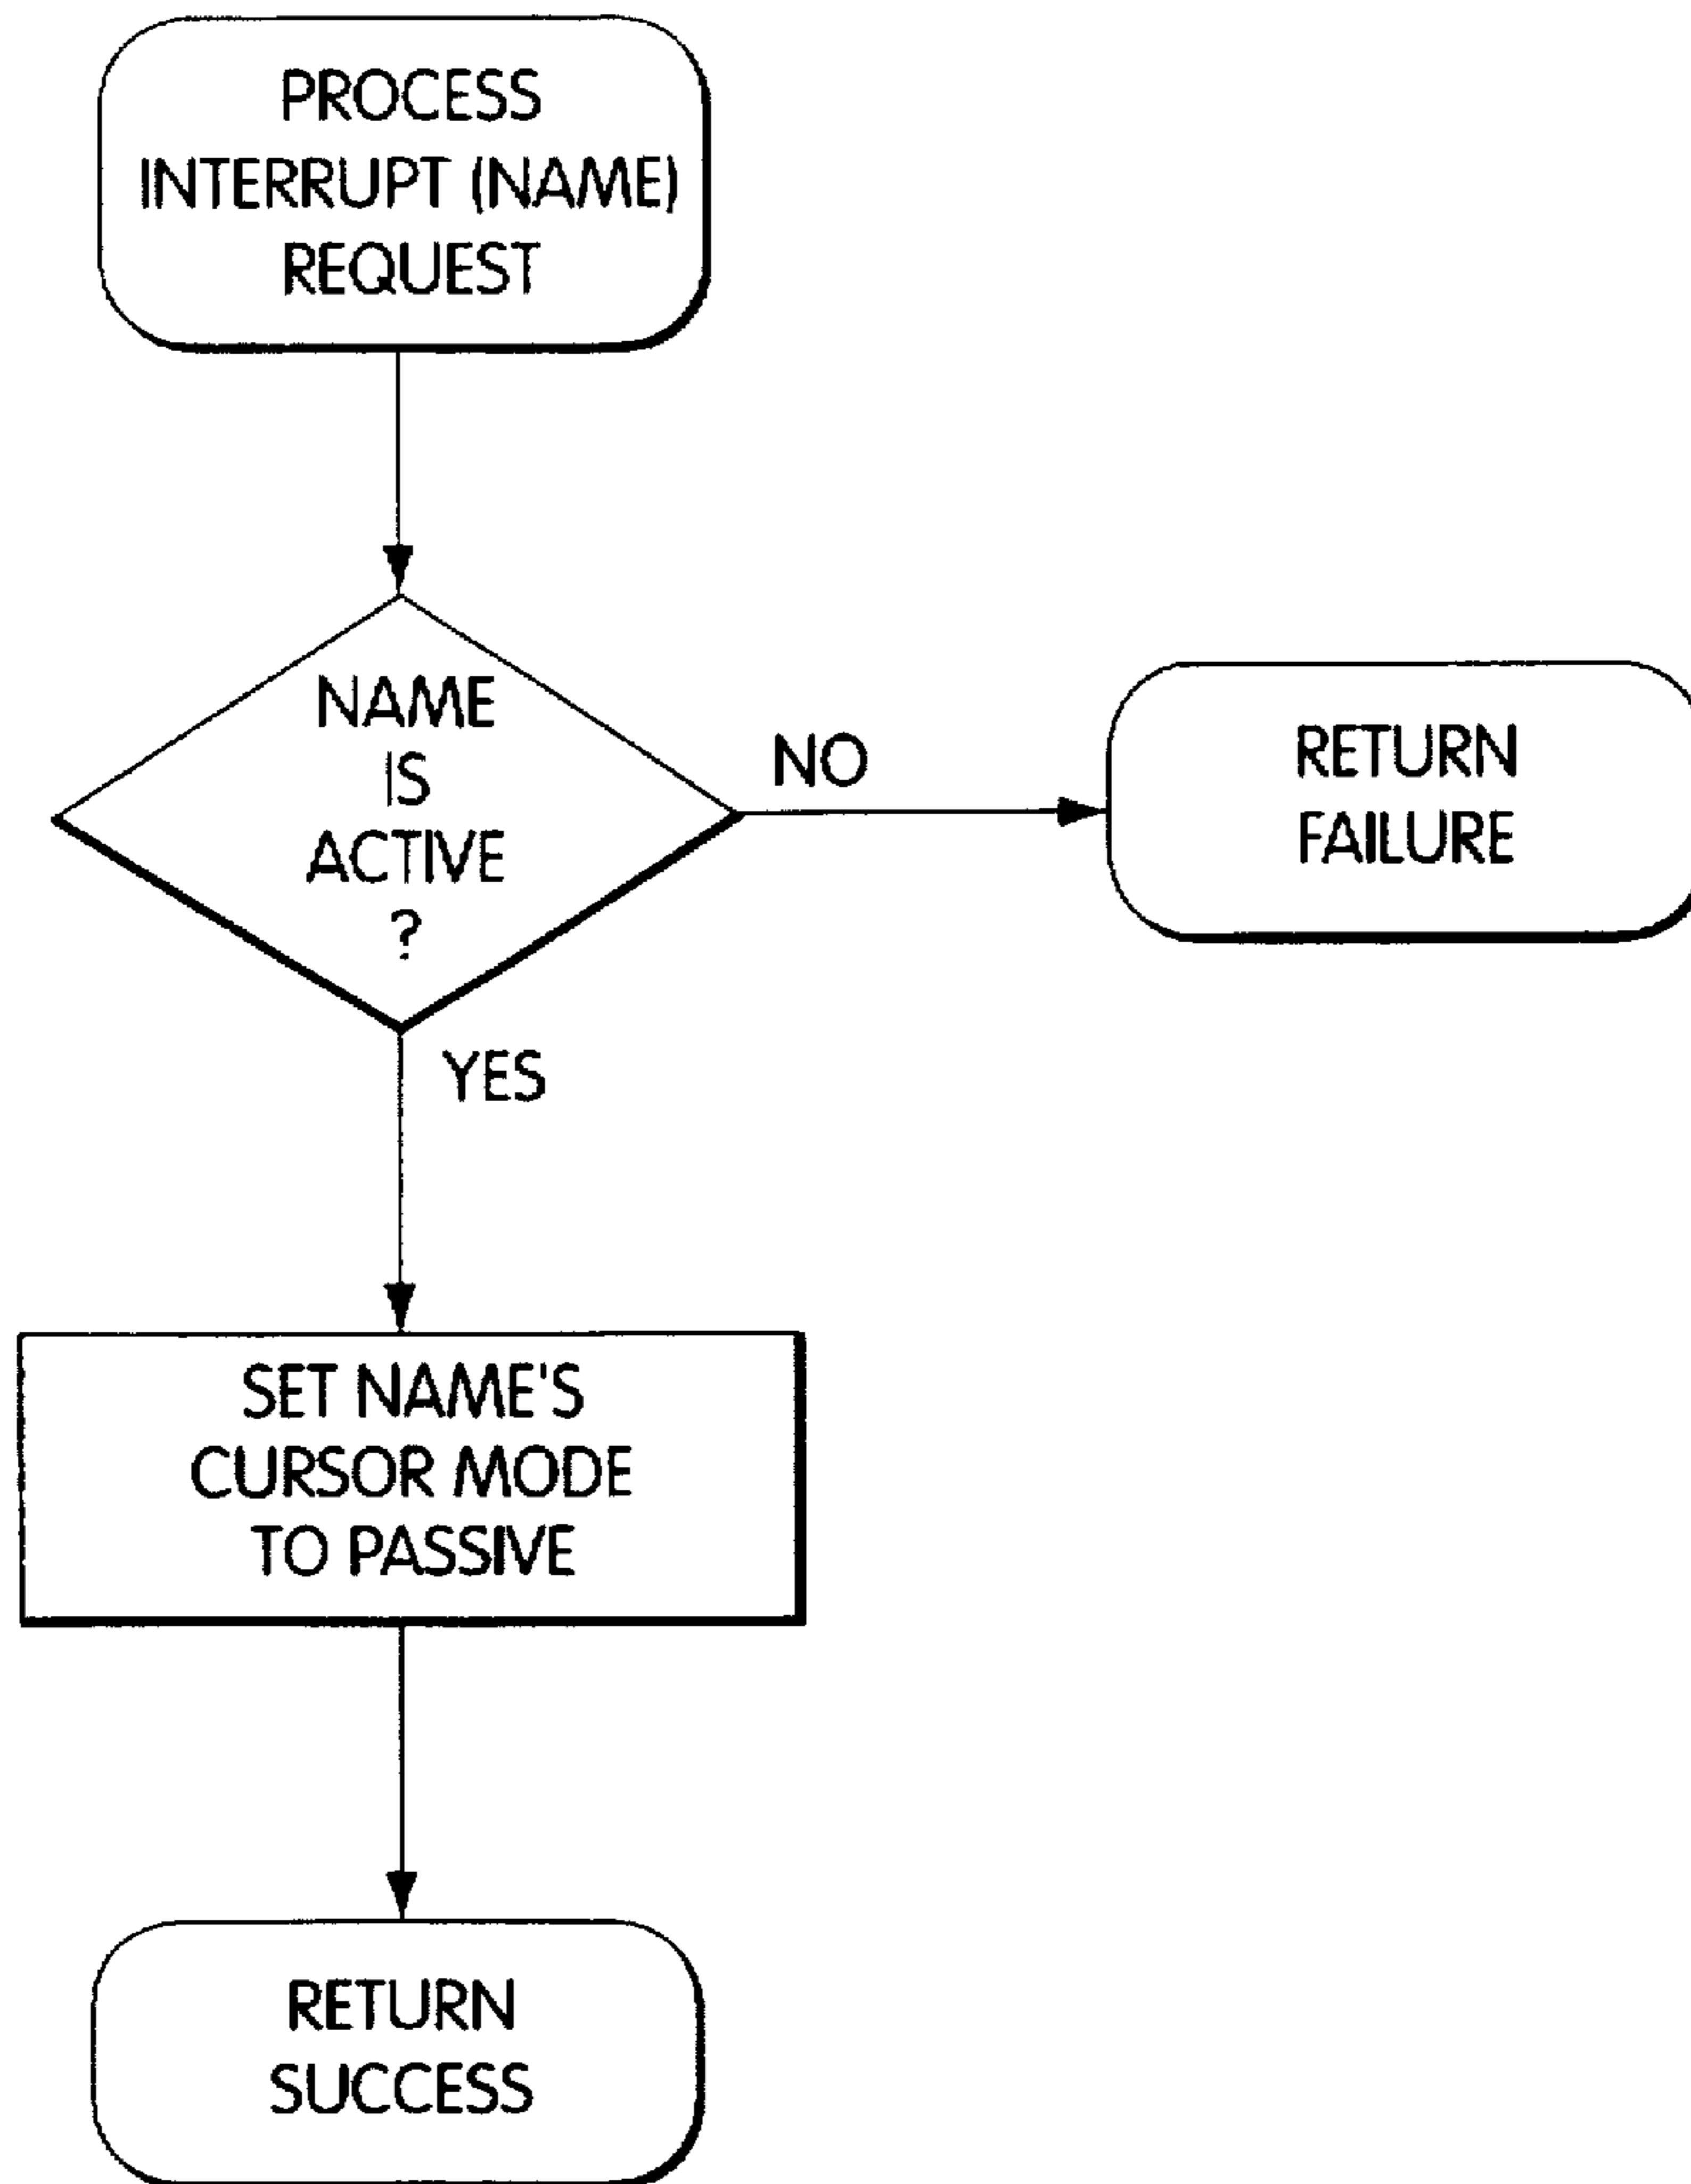 PROCESS
INTERRUPT (NAME)
REQUEST
NAME
IS
ACTIVE
?
NO
RETURN
FAILURE
YES
SET NAME'S
CURSOR MODE
TO PASSIVE
RETURN
SUCCESS